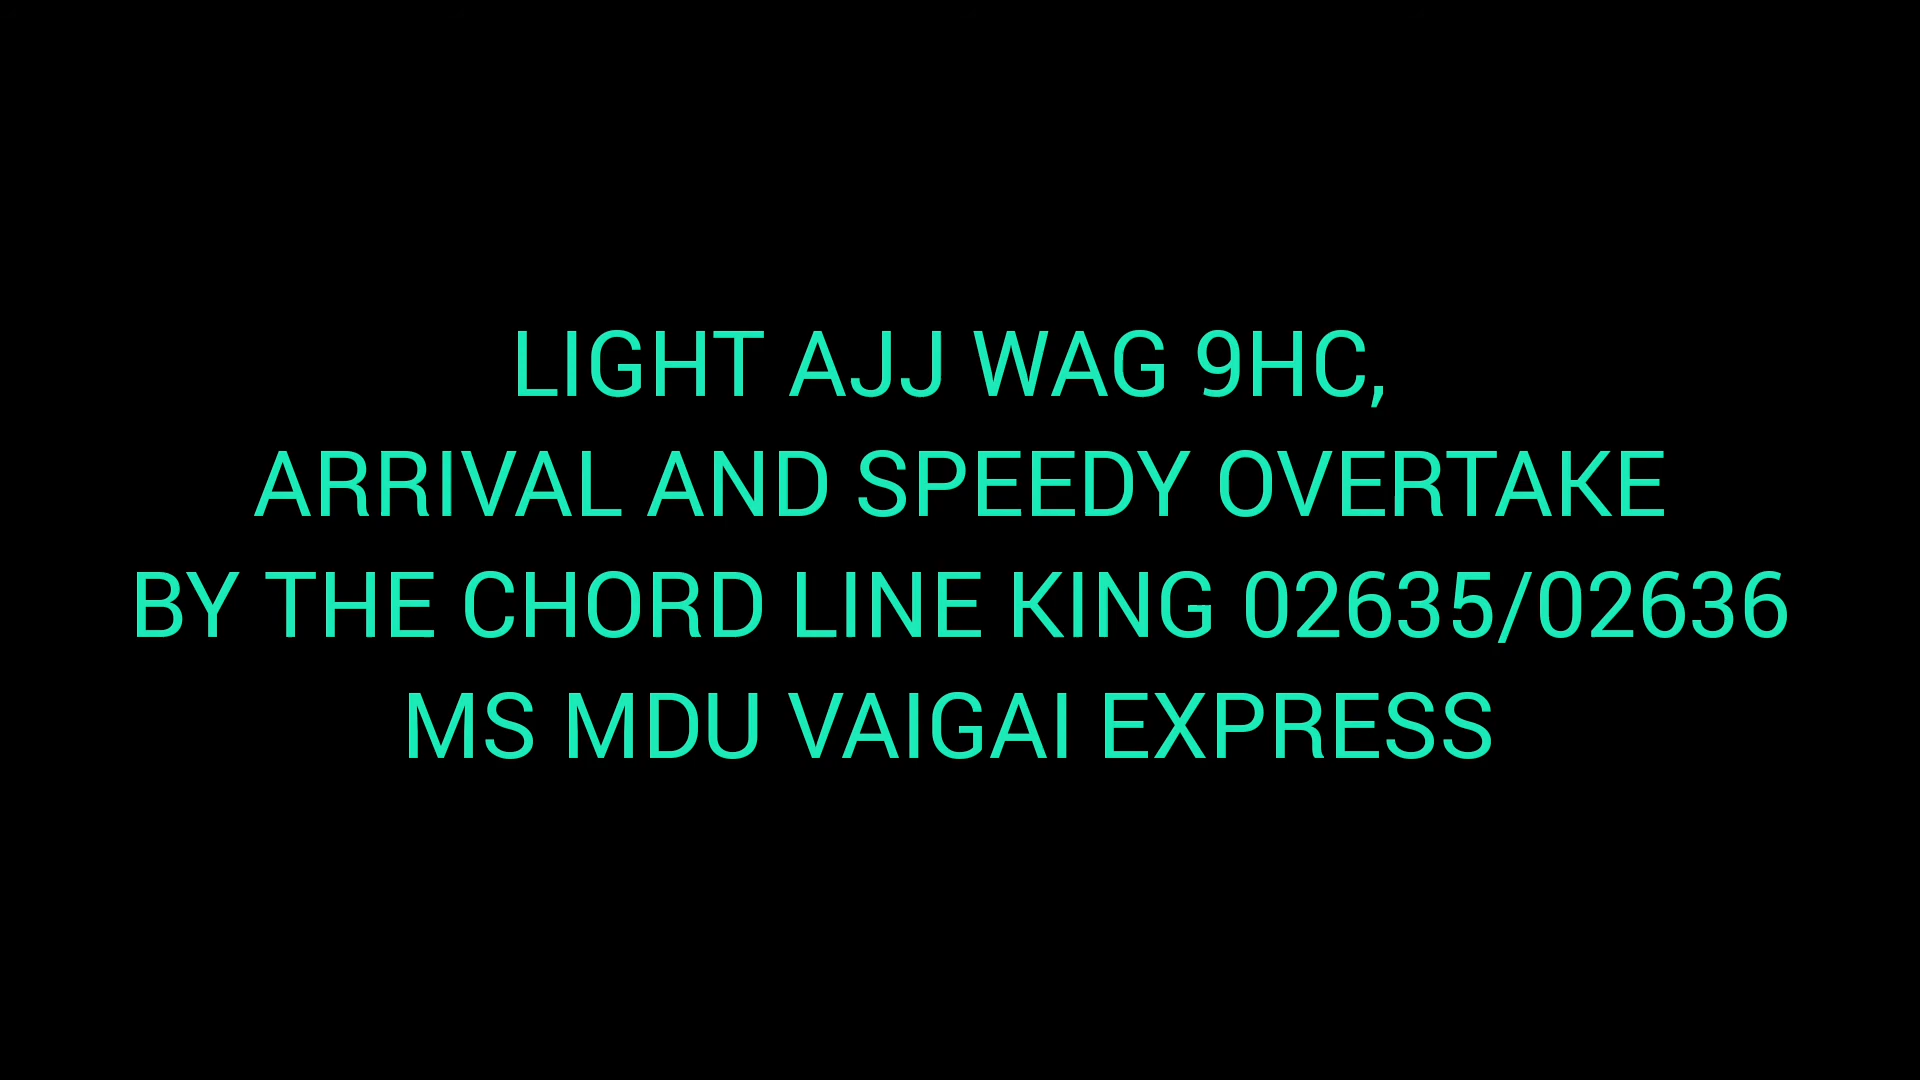 LIGHT AJJ WAG 9HC,
ARRIVAL AND SPEEDY OVERTAKE
BY THE CHORD LINE KING 02635/02636
MS MDU VAIGAI EXPRESS